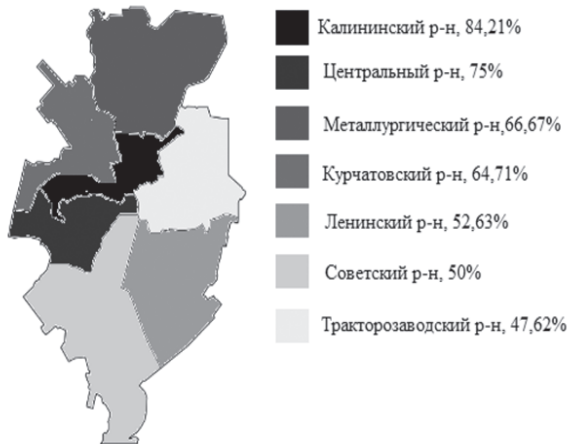 Калининский р-н, 84,21%
Центральный р-н, 75%
Металлургический р-н,66,67%
Курчатовский р-н, 64,71%
Ленинский р-н, 52,63%
Советский р-н, 50%
Тракторозаводский р-н, 47,62%